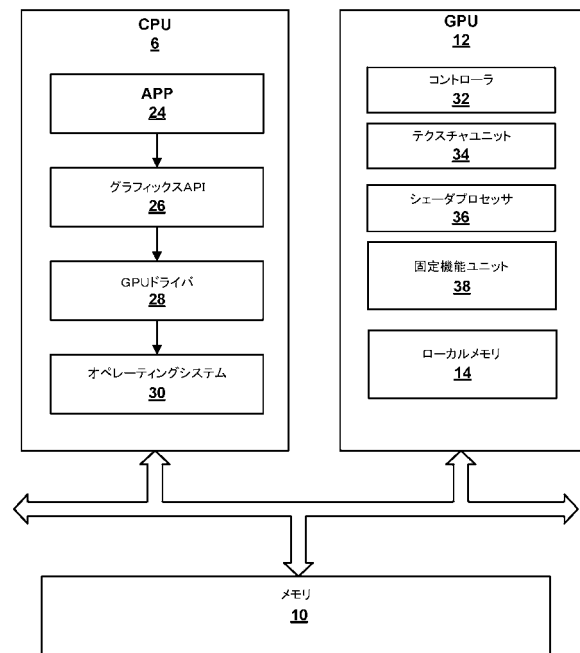 CPU
6
APP
24
グラフィックスAPI
26
GPUドライバ
28
オペレーティングシステム
30
GPU
12
コントローラ
32
テクスチャユニット
34
シェーダプロセッサ
36
固定機能ユニット
38
ローカルメモリ
14
メモリ
10